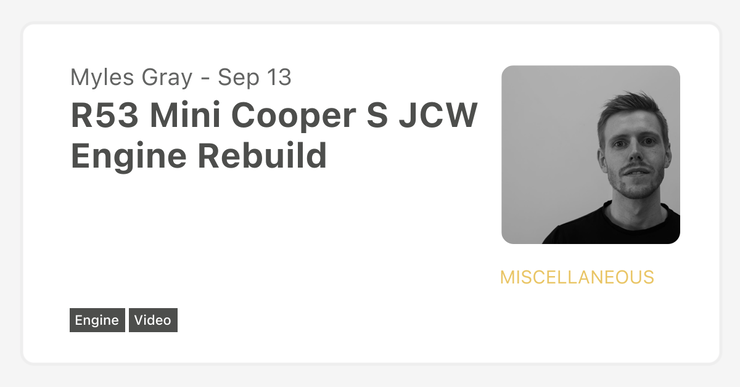 Myles Gray - Sep 13
R53 Mini Cooper S JCW
Engine Rebuild
MISCELLANEOUS
Engine
Video